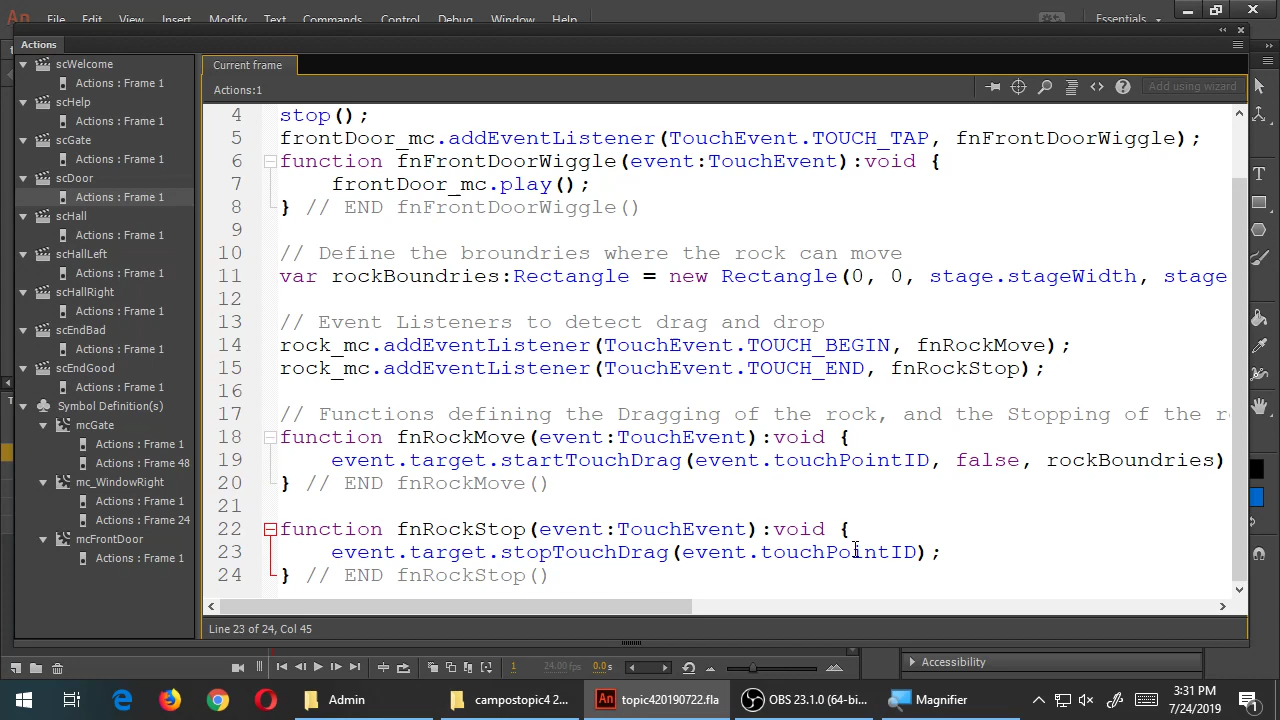 An File Edit View Insert Modify Text Commands Control Debug Window Help Essentials
Actions
Current frame
Actions:1
Add using wizard
scWelcome
Actions : Frame 1
scHelp
Actions : Frame 1
scGate
Actions : Frame 1
scDoor
Actions : Frame 1
scHall
Actions : Frame 1
scHallLeft
Actions : Frame 1
scHallRight
Actions : Frame 1
scEndBad
Actions : Frame 1
scEndGood
Actions : Frame 1
Symbol Definition(s)
mcGate
Actions : Frame 1
Actions : Frame 48
mc_WindowRight
Actions : Frame 1
Actions : Frame 24
mcFrontDoor
Actions : Frame 1
4 stop();
5 frontDoor_mc.addEventListener(TouchEvent.TOUCH_TAP, fnFrontDoorWiggle);
6 function fnFrontDoorWiggle(event:TouchEvent):void {
7 frontDoor_mc.play();
8 } // END fnFrontDoorWiggle()
9
10 // Define the broundries where the rock can move
11 var rockBoundries:Rectangle = new Rectangle(0, 0, stage.stageWidth, stage
12
13 // Event Listeners to detect drag and drop
14 rock_mc.addEventListener(TouchEvent.TOUCH_BEGIN, fnRockMove);
15 rock_mc.addEventListener(TouchEvent.TOUCH_END, fnRockStop);
16
17 // Functions defining the Dragging of the rock, and the Stopping of the r
18 function fnRockMove(event:TouchEvent):void {
19 event.target.startTouchDrag(event.touchPointID, false, rockBoundries)
20 } // END fnRockMove()
21
22 function fnRockStop(event:TouchEvent):void {
23 event.target.stopTouchDrag(event.touchPointID);
24 } // END fnRockStop()
Line 23 of 24, Col 45
1 24.00 fps 0.0 s
Accessibility
Admin
campostopic4 2...
An topic420190722.fla
OBS 23.1.0 (64-bi...
Magnifier
3:31 PM
7/24/2019
1